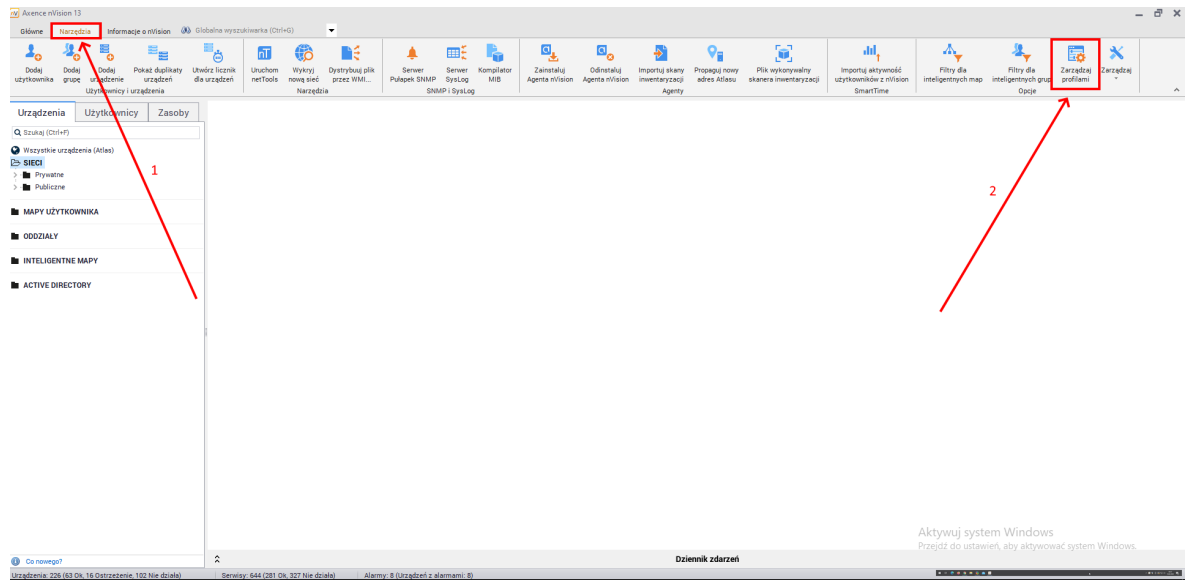 nV Axence nVision 13
Główne Narzędzia Informacje o nVision Globalna wyszukiwarka (Ctrl+G)
Dodaj użytkownika
Dodaj grupę
Dodaj urządzenie
Pokaż duplikaty urządzeń
Utwórz licznik dla urządzeń
Uruchom netTools
Wykryj nową sieć
Dystrybuuj plik przez WMI...
Serwer Pułapek SNMP
Serwer SysLog
Kompilator MIB
Zainstaluj Agenta nVision
Odinstaluj Agenta nVision
Importuj skany inwentaryzacji
Propaguj nowy adres Atlasu
Plik wykonywalny skanera inwentaryzacji
Importuj aktywność użytkowników z nVision
Filtry dla inteligentnych map
Filtry dla inteligentnych grup
Zarządzaj profilami
Zarządzaj
Użytkownicy i urządzenia Narzędzia SNMP i SysLog Agenty SmartTime Opcje
Urządzenia Użytkownicy Zasoby
Szukaj (Ctrl+F)
Wszystkie urządzenia (Atlas)
SIECI
Prywatne
Publiczne
1
2
MAPY UŻYTKOWNIKA
ODDZIAŁY
INTELIGENTNE MAPY
ACTIVE DIRECTORY
Aktywuj system Windows
Przejdź do ustawień, aby aktywować system Windows.
Co nowego?
Dziennik zdarzeń
Urządzenia: 226 (63 Ok, 16 Ostrzeżenie, 102 Nie działa) Serwisy: 644 (281 Ok, 327 Nie działa) Alarmy: 8 (Urządzeń z alarmami: 8)